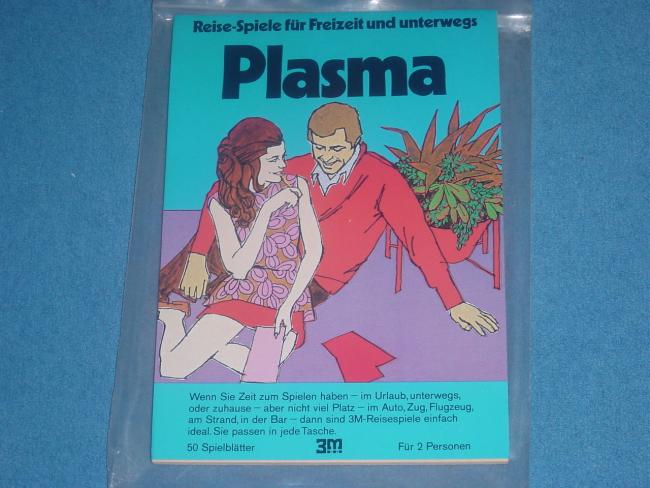 Reise-Spiele für Freizeit und unterwegs
Plasma
Wenn Sie Zeit zum Spielen haben – im Urlaub, unterwegs,
oder zuhause – aber nicht viel Platz – im Auto, Zug, Flugzeug,
am Strand, in der Bar – dann sind 3M-Reisespiele einfach
ideal. Sie passen in jede Tasche.
50 Spielblätter 3M Für 2 Personen